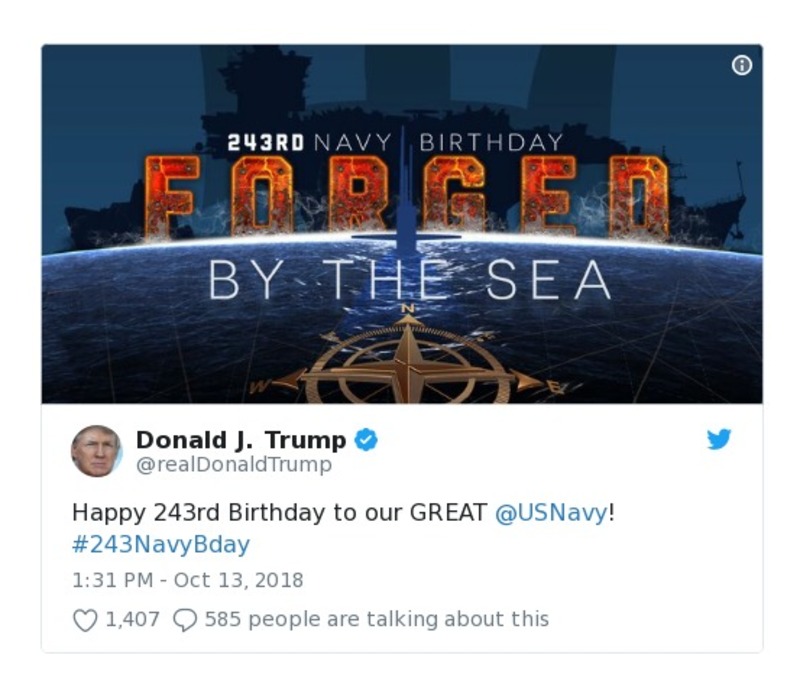 243RD NAVY BIRTHDAY
FORGED
BY THE SEA
N
W
E
Donald J. Trump
@realDonaldTrump
Happy 243rd Birthday to our GREAT @USNavy!
#243NavyBday
1:31 PM - Oct 13, 2018
1,407 585 people are talking about this